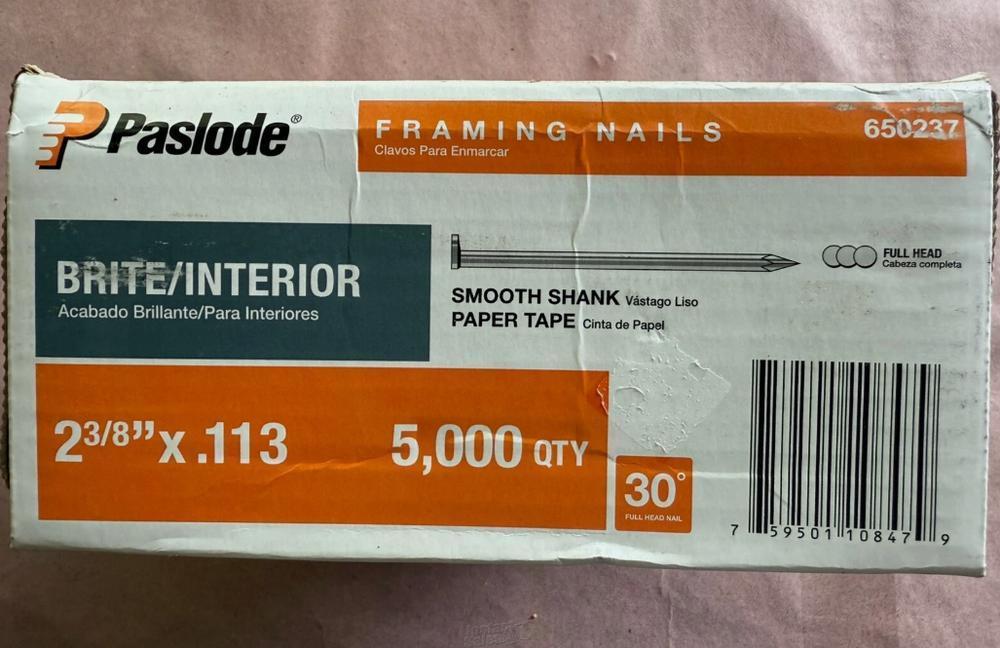 Paslode®
FRAMING NAILS
Clavos Para Enmarcar
650237
BRITE/INTERIOR
Acabado Brillante/Para Interiores
FULL HEAD
Cabeza completa
SMOOTH SHANK Vástago Liso
PAPER TAPE Cinta de Papel
2 3/8” x .113
5,000 QTY
30°
FULL HEAD NAIL
7 59501 10847 9